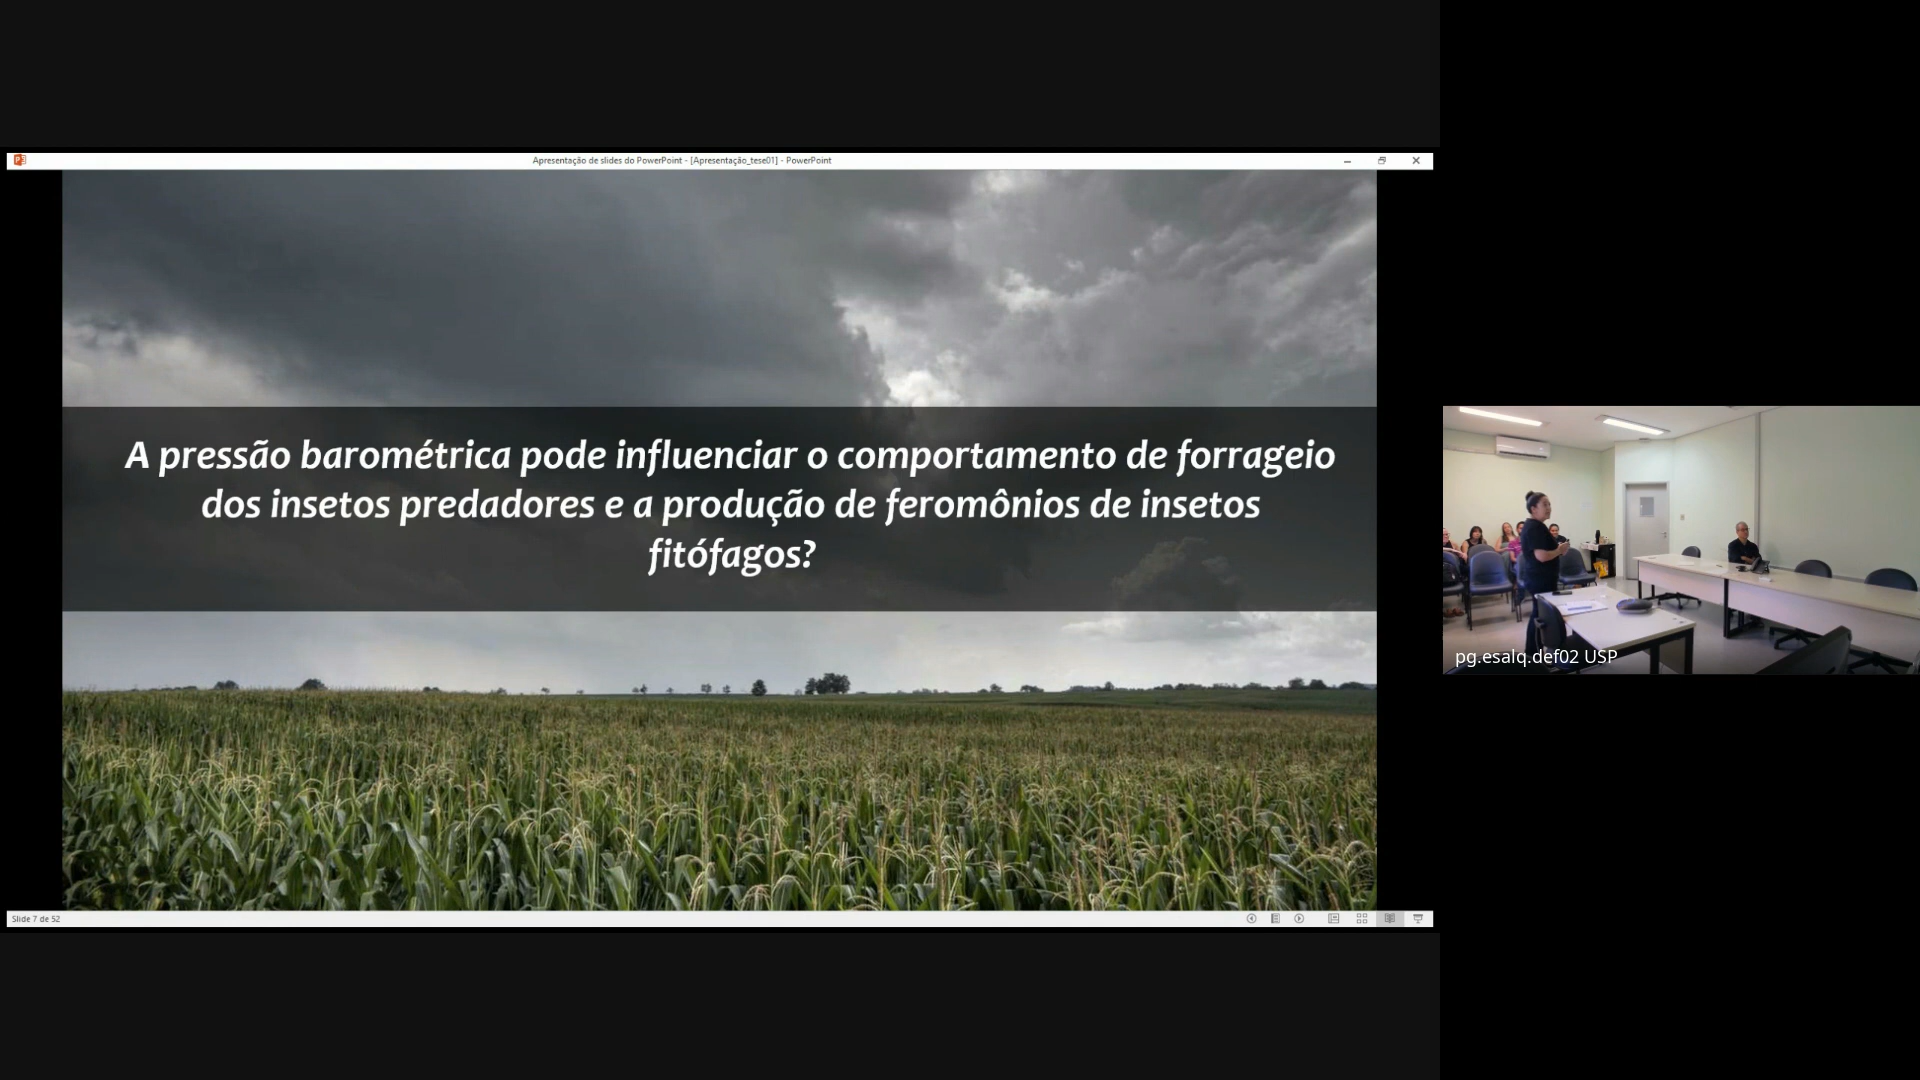 Apresentação de slides do PowerPoint - [Apresentação_tese01] - PowerPoint
A pressão barométrica pode influenciar o comportamento de forrageio
dos insetos predadores e a produção de feromônios de insetos
fitófagos?
pg.esalq.def02 USP
Slide 7 de 52